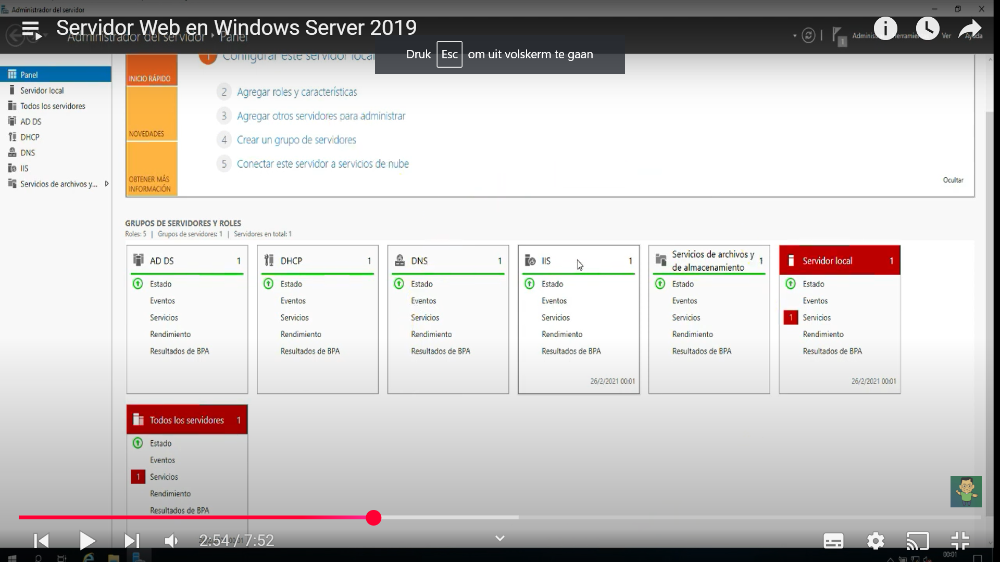 Administrador del servidor
Servidor Web en Windows Server 2019
Administrador del servidor • Panel
1
Ver
Ayuda
Druk Esc om uit volskerm te gaan
Panel
Servidor local
Todos los servidores
AD DS
DHCP
DNS
IIS
Servicios de archivos y...
INICIO RÁPIDO
NOVEDADES
OBTENER MÁS
INFORMACIÓN
1 Configurar este servidor local
2 Agregar roles y características
3 Agregar otros servidores para administrar
4 Crear un grupo de servidores
5 Conectar este servidor a servicios de nube
Ocultar
GRUPOS DE SERVIDORES Y ROLES
Roles: 5 | Grupos de servidores: 1 | Servidores en total: 1
AD DS 1
Estado
Eventos
Servicios
Rendimiento
Resultados de BPA
DHCP 1
Estado
Eventos
Servicios
Rendimiento
Resultados de BPA
DNS 1
Estado
Eventos
Servicios
Rendimiento
Resultados de BPA
IIS 1
Estado
Eventos
Servicios
Rendimiento
Resultados de BPA
26/2/2021 00:01
Servicios de archivos y
de almacenamiento 1
Estado
Eventos
Servicios
Rendimiento
Resultados de BPA
Servidor local 1
Estado
Eventos
1 Servicios
Rendimiento
Resultados de BPA
26/2/2021 00:01
Todos los servidores 1
Estado
Eventos
1 Servicios
Rendimiento
Resultados de BPA
2:54 / 7:52
00:01